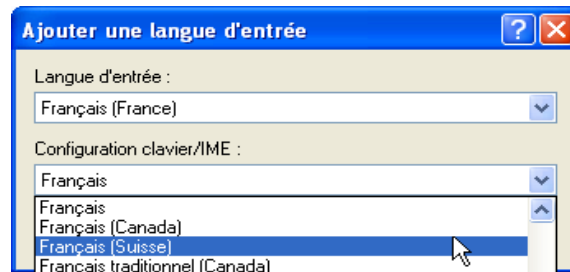 Ajouter une langue d'entrée
Langue d'entrée :
Français (France)
Configuration clavier/IME :
Français
Français
Français (Canada)
Français (Suisse)
Français traditionnel (Canada)